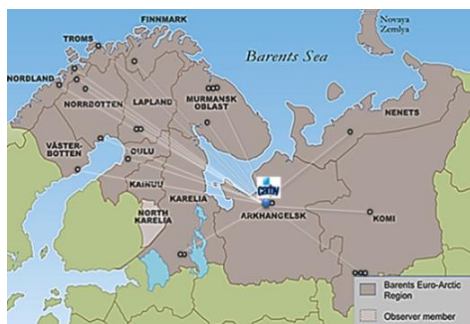 FINNMARK
Novaya
Zemlya
TROMS
Barents Sea
NORDLAND
NORRBOTTEN
LAPLAND
MURMANSK
OBLAST
NENETS
VÄSTER-
BOTTEN
OULU
KAINUU
KARELIA
NORTH
KARELIA
ARKHANGELSK
KOMI
Barents Euro-Arctic
Region
Observer member